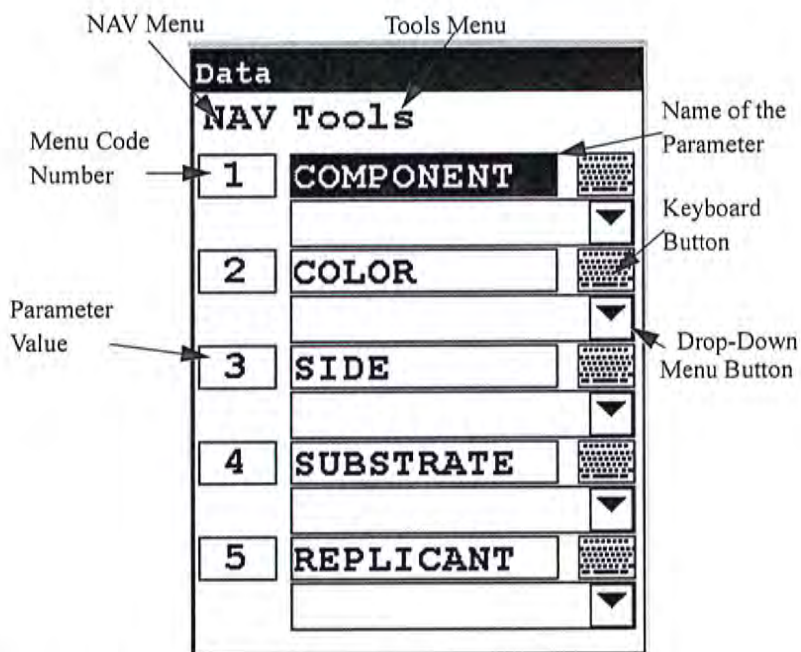 NAV Menu
Tools Menu
Data
NAV Tools
Name of the
Parameter
Menu Code
Number
1 COMPONENT
Keyboard
Button
2 COLOR
Parameter
Value
Drop-Down
Menu Button
3 SIDE
4 SUBSTRATE
5 REPLICANT